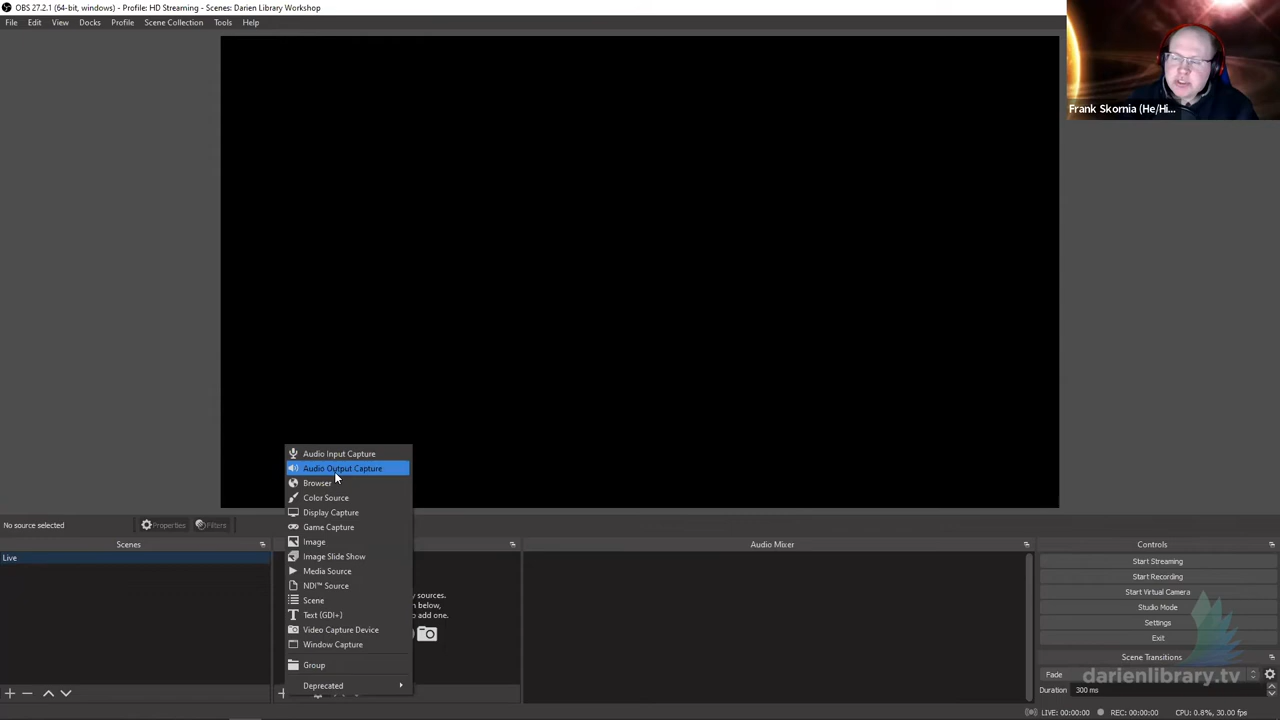 OBS 27.2.1 (64-bit, windows) - Profile: HD Streaming - Scenes: Darien Library Workshop
File Edit View Docks Profile Scene Collection Tools Help
Frank Skornia (He/Hi...
Audio Input Capture
Audio Output Capture
Browser
Color Source
Display Capture
Game Capture
Image
Image Slide Show
Media Source
NDI™ Source
Scene
Text (GDI+)
Video Capture Device
Window Capture
Group
Deprecated
No source selected
Properties
Filters
Scenes
Live
sources.
below,
add one.
Audio Mixer
Controls
Start Streaming
Start Recording
Start Virtual Camera
Studio Mode
Settings
Exit
Scene Transitions
Fade
Duration 300 ms
darienlibrary.tv
LIVE: 00:00:00 REC: 00:00:00 CPU: 0.8%, 30.00 fps